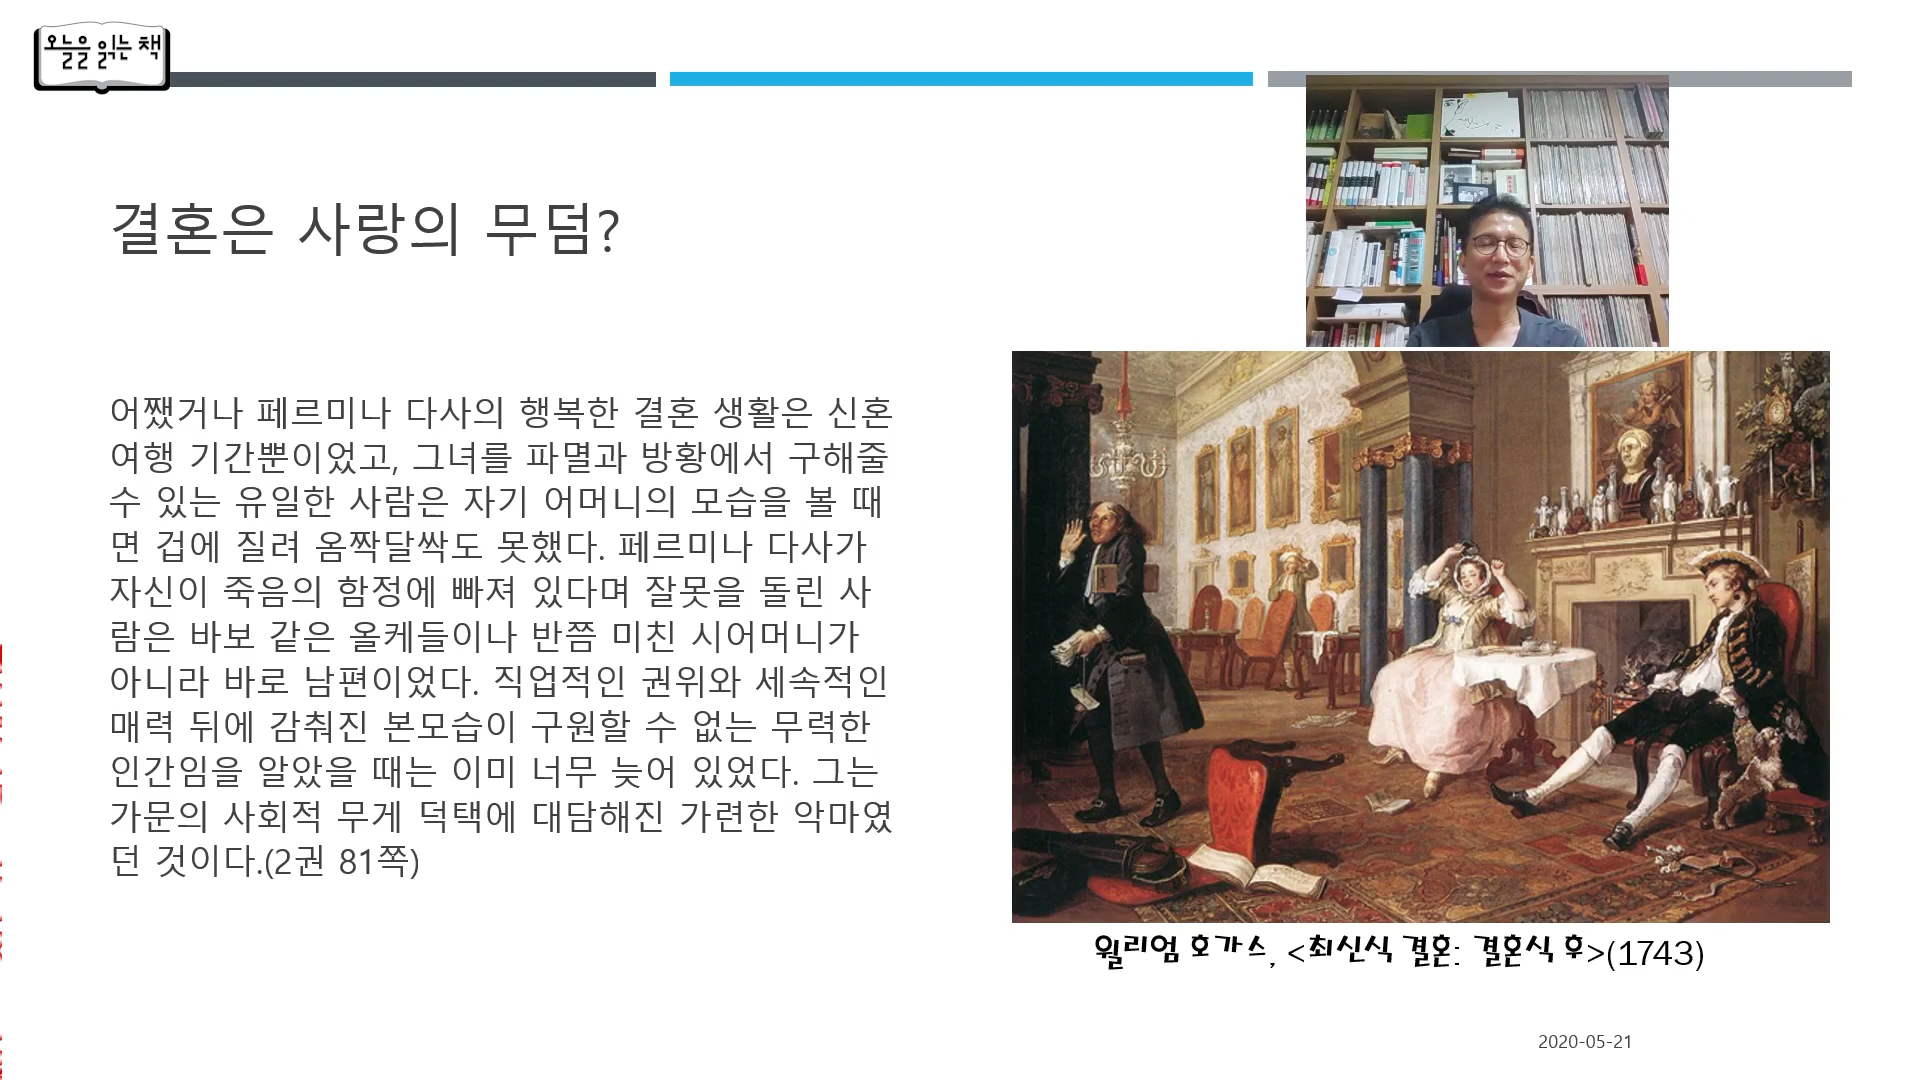 오늘을 읽는 책
결혼은 사랑의 무덤?
어쨌거나 페르미나 다사의 행복한 결혼 생활은 신혼
여행 기간뿐이었고, 그녀를 파멸과 방황에서 구해줄
수 있는 유일한 사람은 자기 어머니의 모습을 볼 때
면 겁에 질려 옴짝달싹도 못했다. 페르미나 다사가
자신이 죽음의 함정에 빠져 있다며 잘못을 돌린 사
람은 바보 같은 올케들이나 반쯤 미친 시어머니가
아니라 바로 남편이었다. 직업적인 권위와 세속적인
매력 뒤에 감춰진 본모습이 구원할 수 없는 무력한
인간임을 알았을 때는 이미 너무 늦어 있었다. 그는
가문의 사회적 무게 덕택에 대담해진 가련한 악마였
던 것이다.(2권 81쪽)
윌리엄 호가스, <최신식 결혼: 결혼식 후>(1743)
2020-05-21